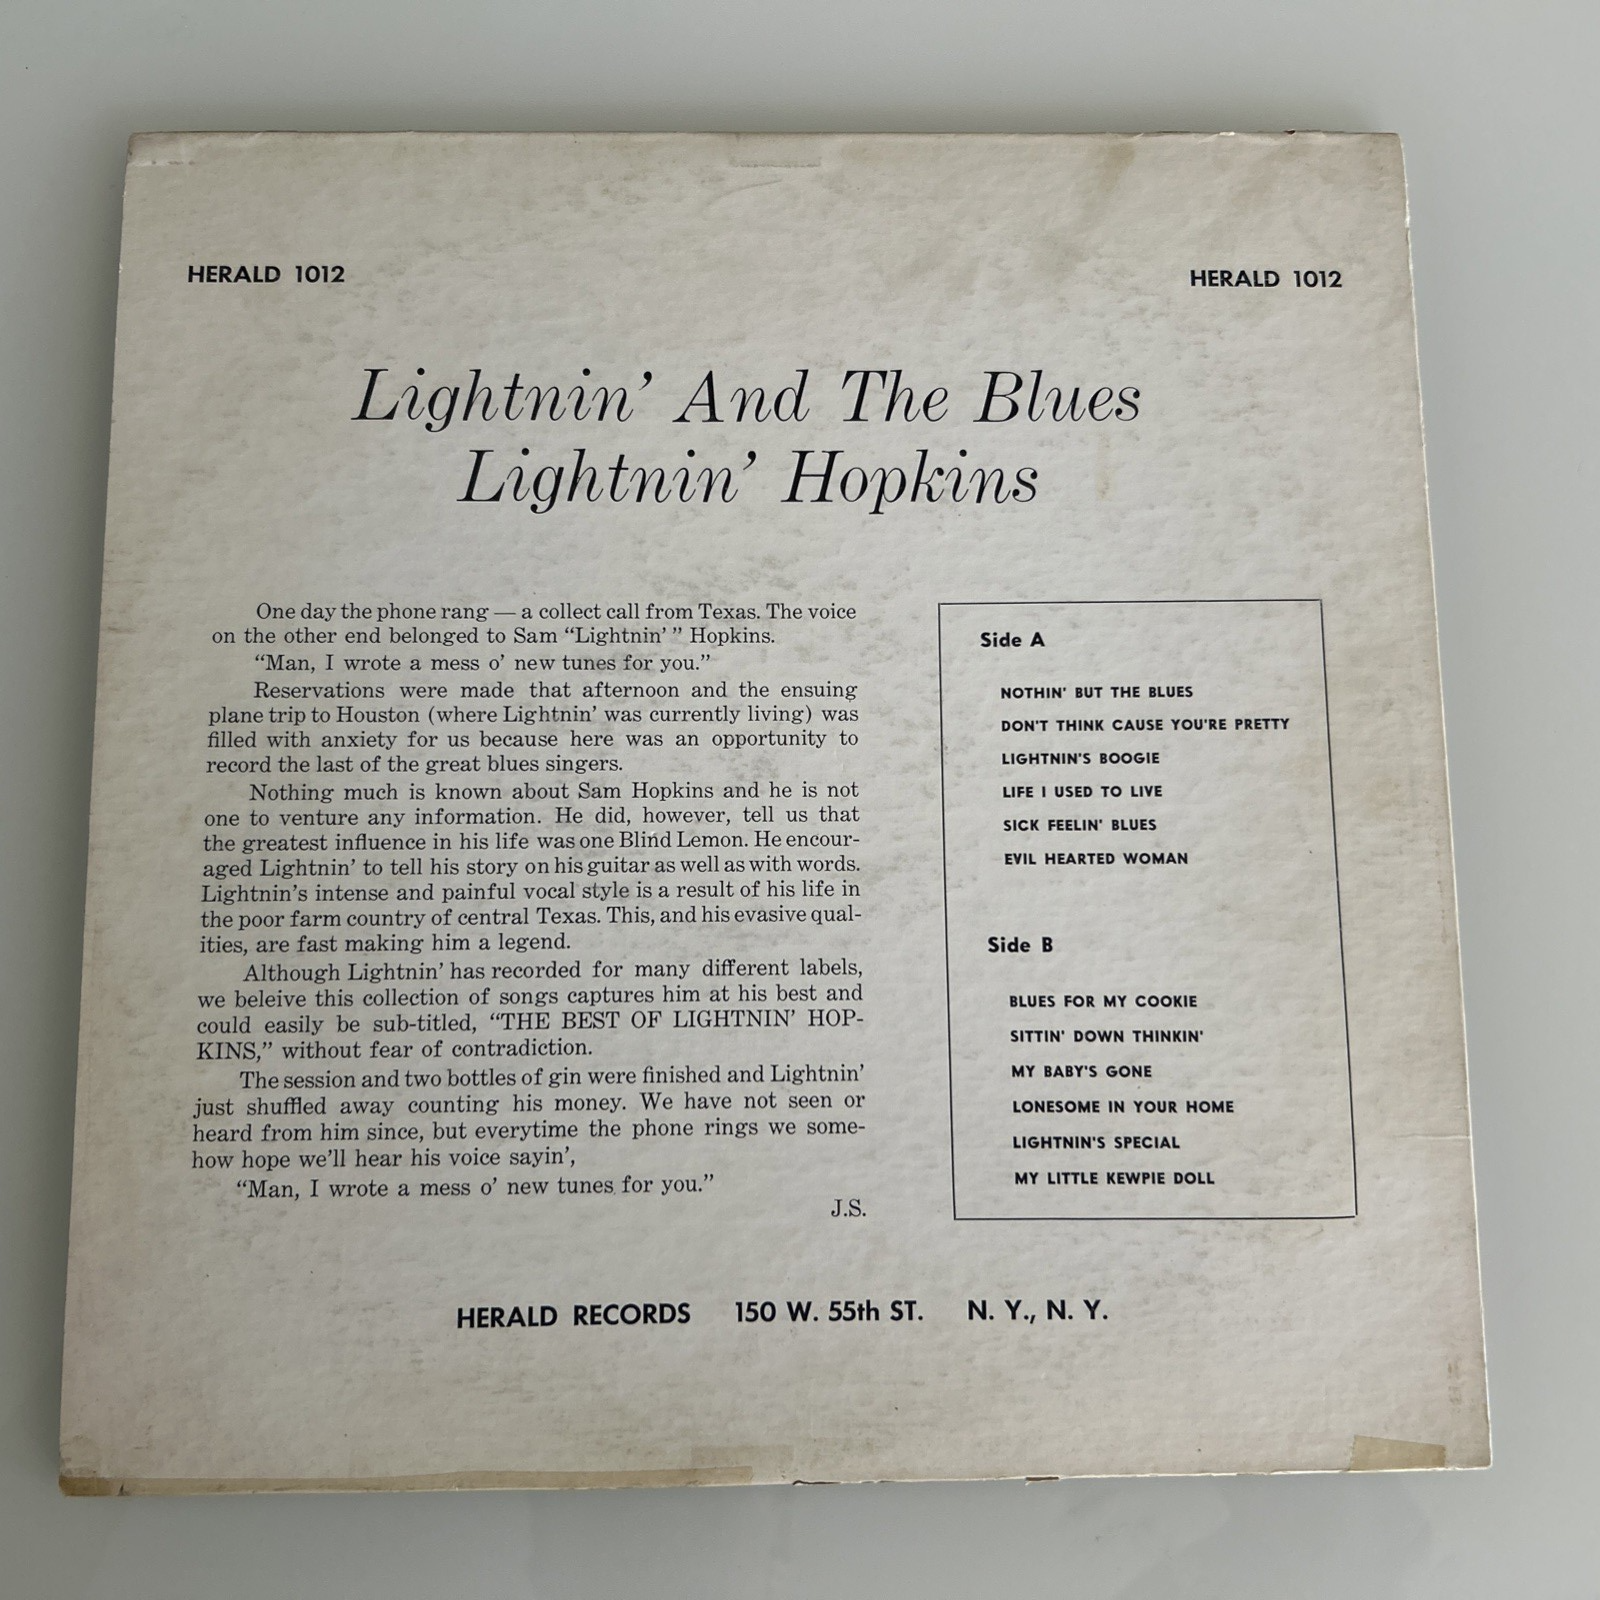 HERALD 1012
HERALD 1012
Lightnin' And The Blues
Lightnin' Hopkins
One day the phone rang — a collect call from Texas. The voice
on the other end belonged to Sam “Lightnin' ” Hopkins.
“Man, I wrote a mess o' new tunes for you.”
Reservations were made that afternoon and the ensuing
plane trip to Houston (where Lightnin' was currently living) was
filled with anxiety for us because here was an opportunity to
record the last of the great blues singers.
Nothing much is known about Sam Hopkins and he is not
one to venture any information. He did, however, tell us that
the greatest influence in his life was one Blind Lemon. He encour-
aged Lightnin' to tell his story on his guitar as well as with words.
Lightnin's intense and painful vocal style is a result of his life in
the poor farm country of central Texas. This, and his evasive qual-
ities, are fast making him a legend.
Although Lightnin' has recorded for many different labels,
we beleive this collection of songs captures him at his best and
could easily be sub-titled, “THE BEST OF LIGHTNIN' HOP-
KINS,” without fear of contradiction.
The session and two bottles of gin were finished and Lightnin'
just shuffled away counting his money. We have not seen or
heard from him since, but everytime the phone rings we some-
how hope we'll hear his voice sayin',
“Man, I wrote a mess o' new tunes for you.”
J.S.
Side A
NOTHIN' BUT THE BLUES
DON'T THINK CAUSE YOU'RE PRETTY
LIGHTNIN'S BOOGIE
LIFE I USED TO LIVE
SICK FEELIN' BLUES
EVIL HEARTED WOMAN
Side B
BLUES FOR MY COOKIE
SITTIN' DOWN THINKIN'
MY BABY'S GONE
LONESOME IN YOUR HOME
LIGHTNIN'S SPECIAL
MY LITTLE KEWPIE DOLL
HERALD RECORDS 150 W. 55th ST. N. Y., N. Y.